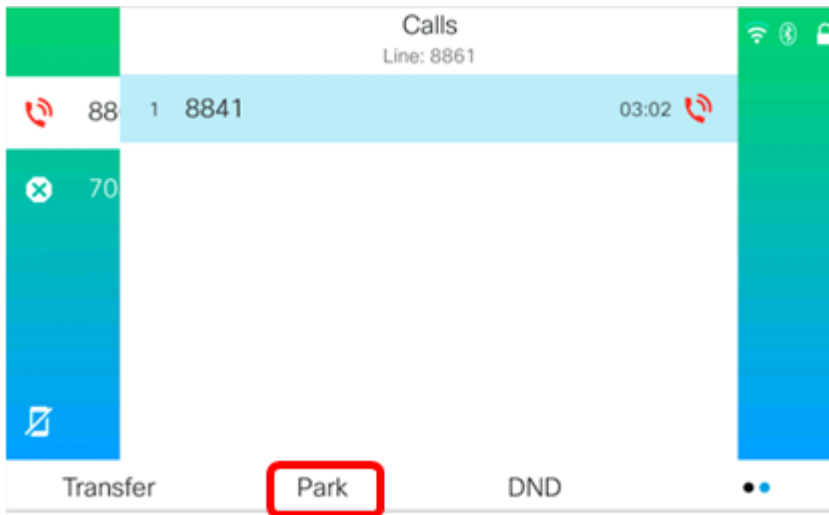 Calls
Line: 8861
88
1 8841 03:02
70
Transfer Park DND